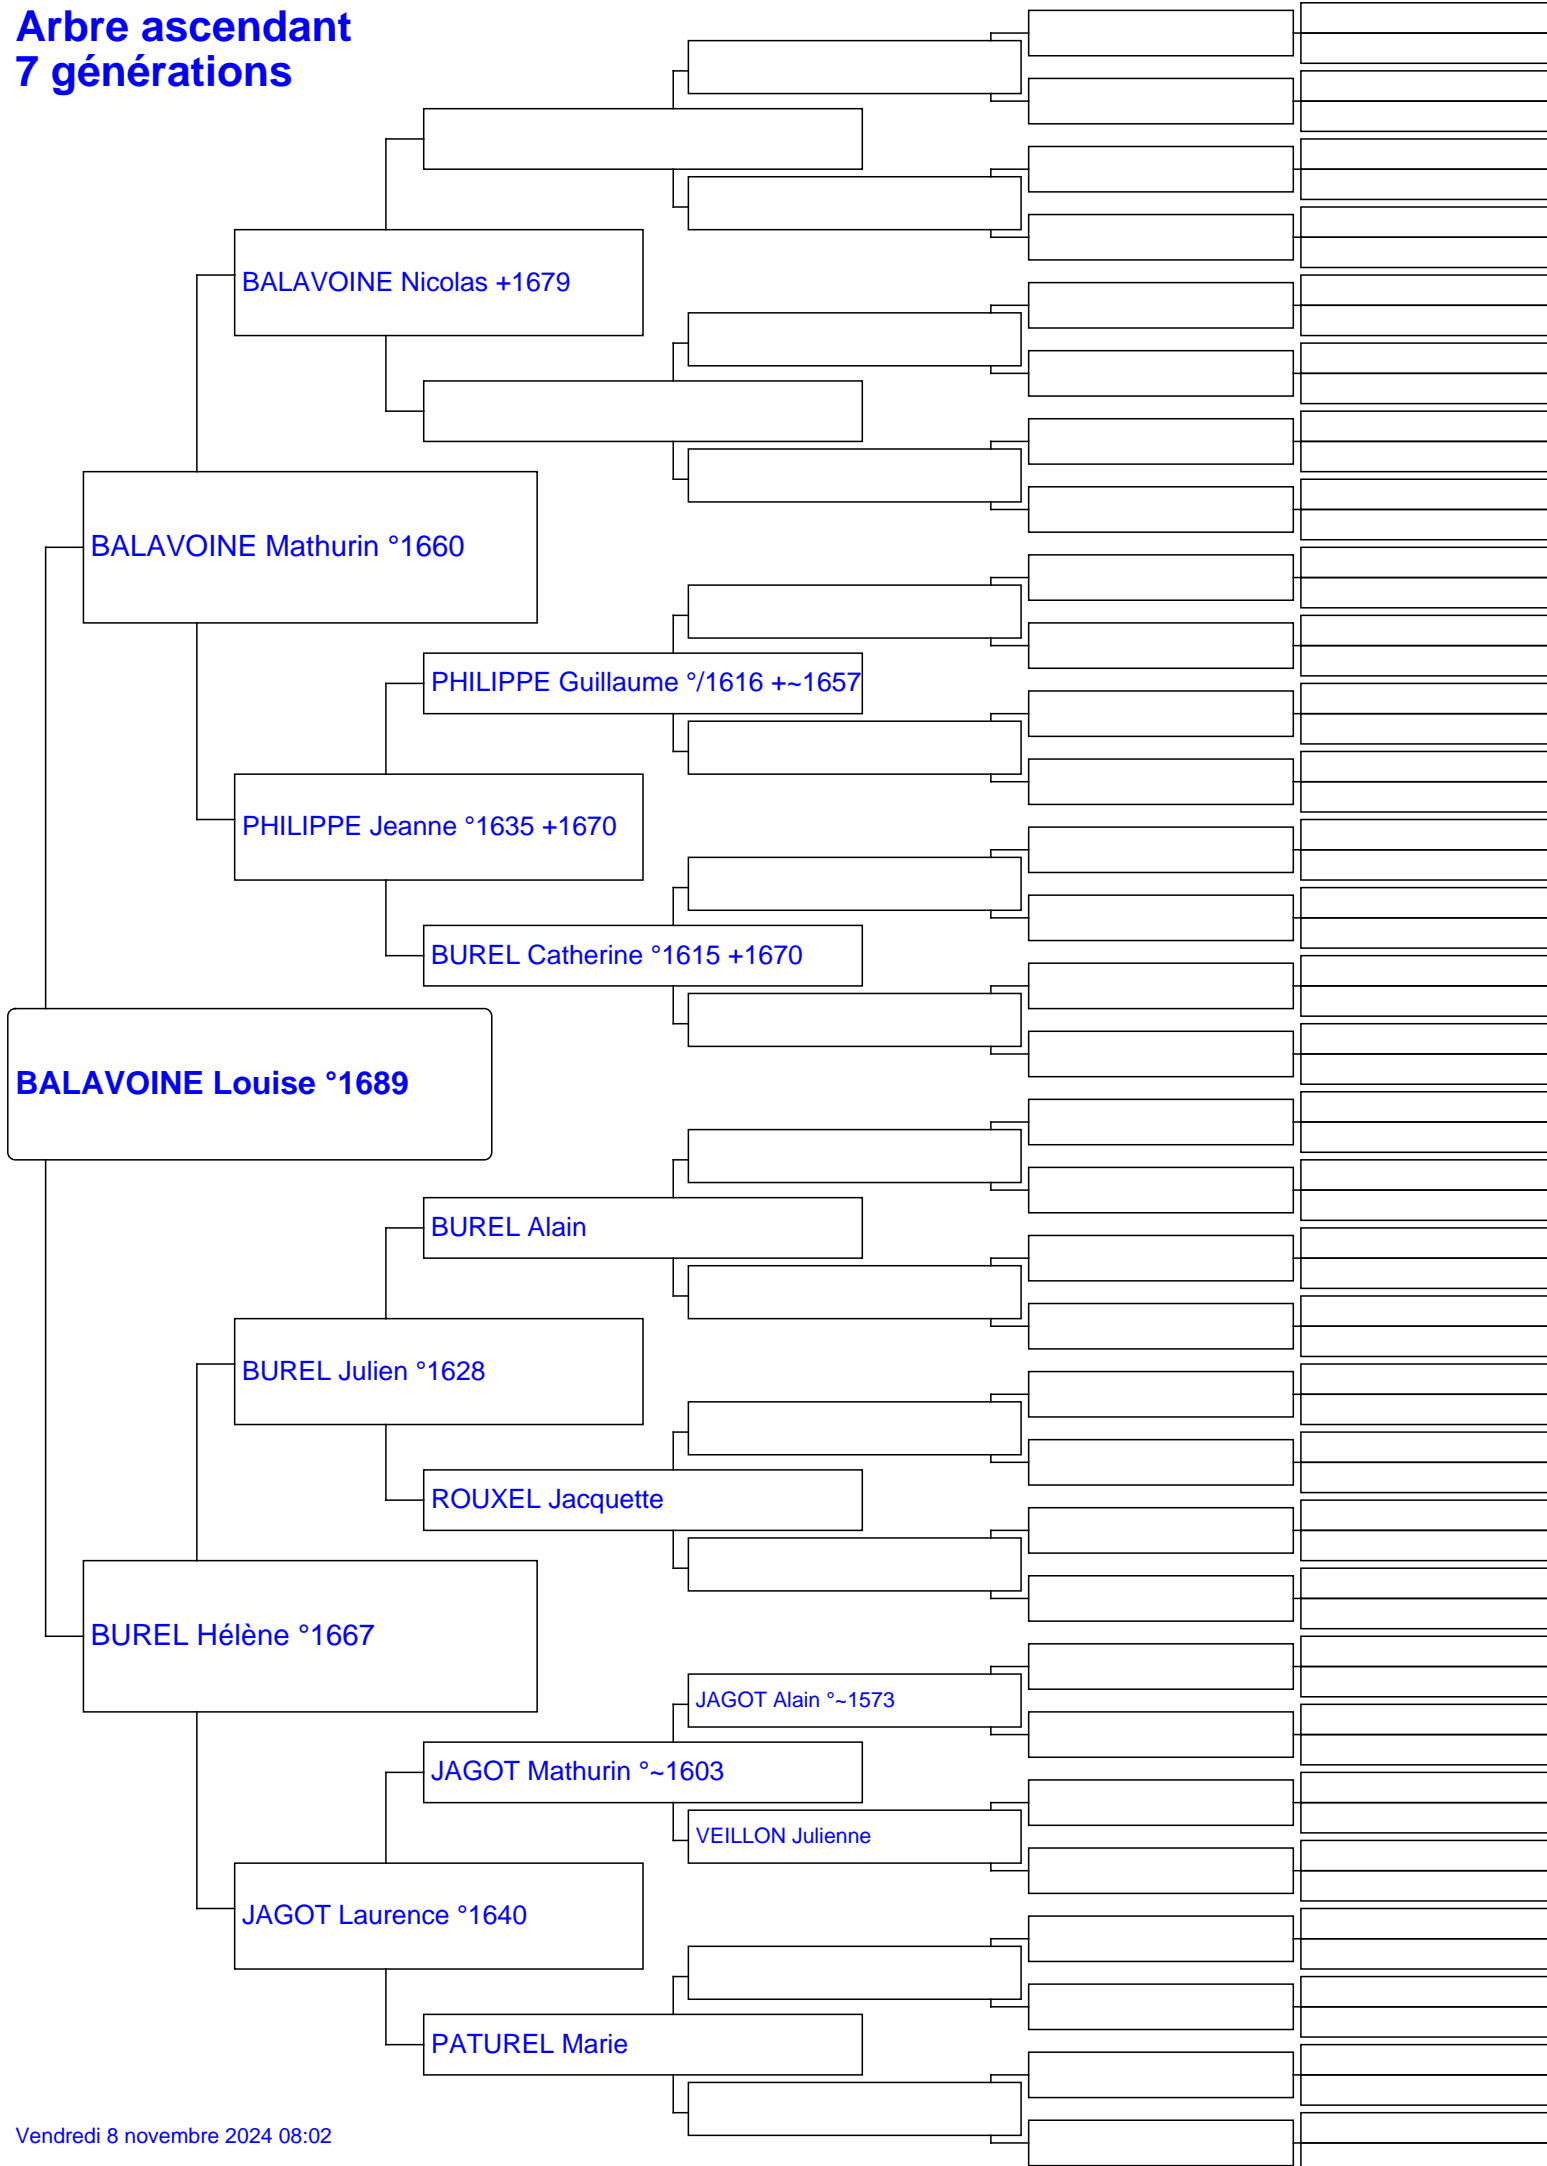 Arbre ascendant
7 générations
BALAVOINE Nicolas +1679
BALAVOINE Mathurin °1660
PHILIPPE Guillaume °/1616 +~1657
PHILIPPE Jeanne °1635 +1670
BUREL Catherine °1615 +1670
BALAVOINE Louise °1689
BUREL Alain
BUREL Julien °1628
ROUXEL Jacquette
BUREL Hélène °1667
JAGOT Alain °~1573
JAGOT Mathurin °~1603
VEILLON Julienne
JAGOT Laurence °1640
PATUREL Marie
Vendredi 8 novembre 2024 08:02